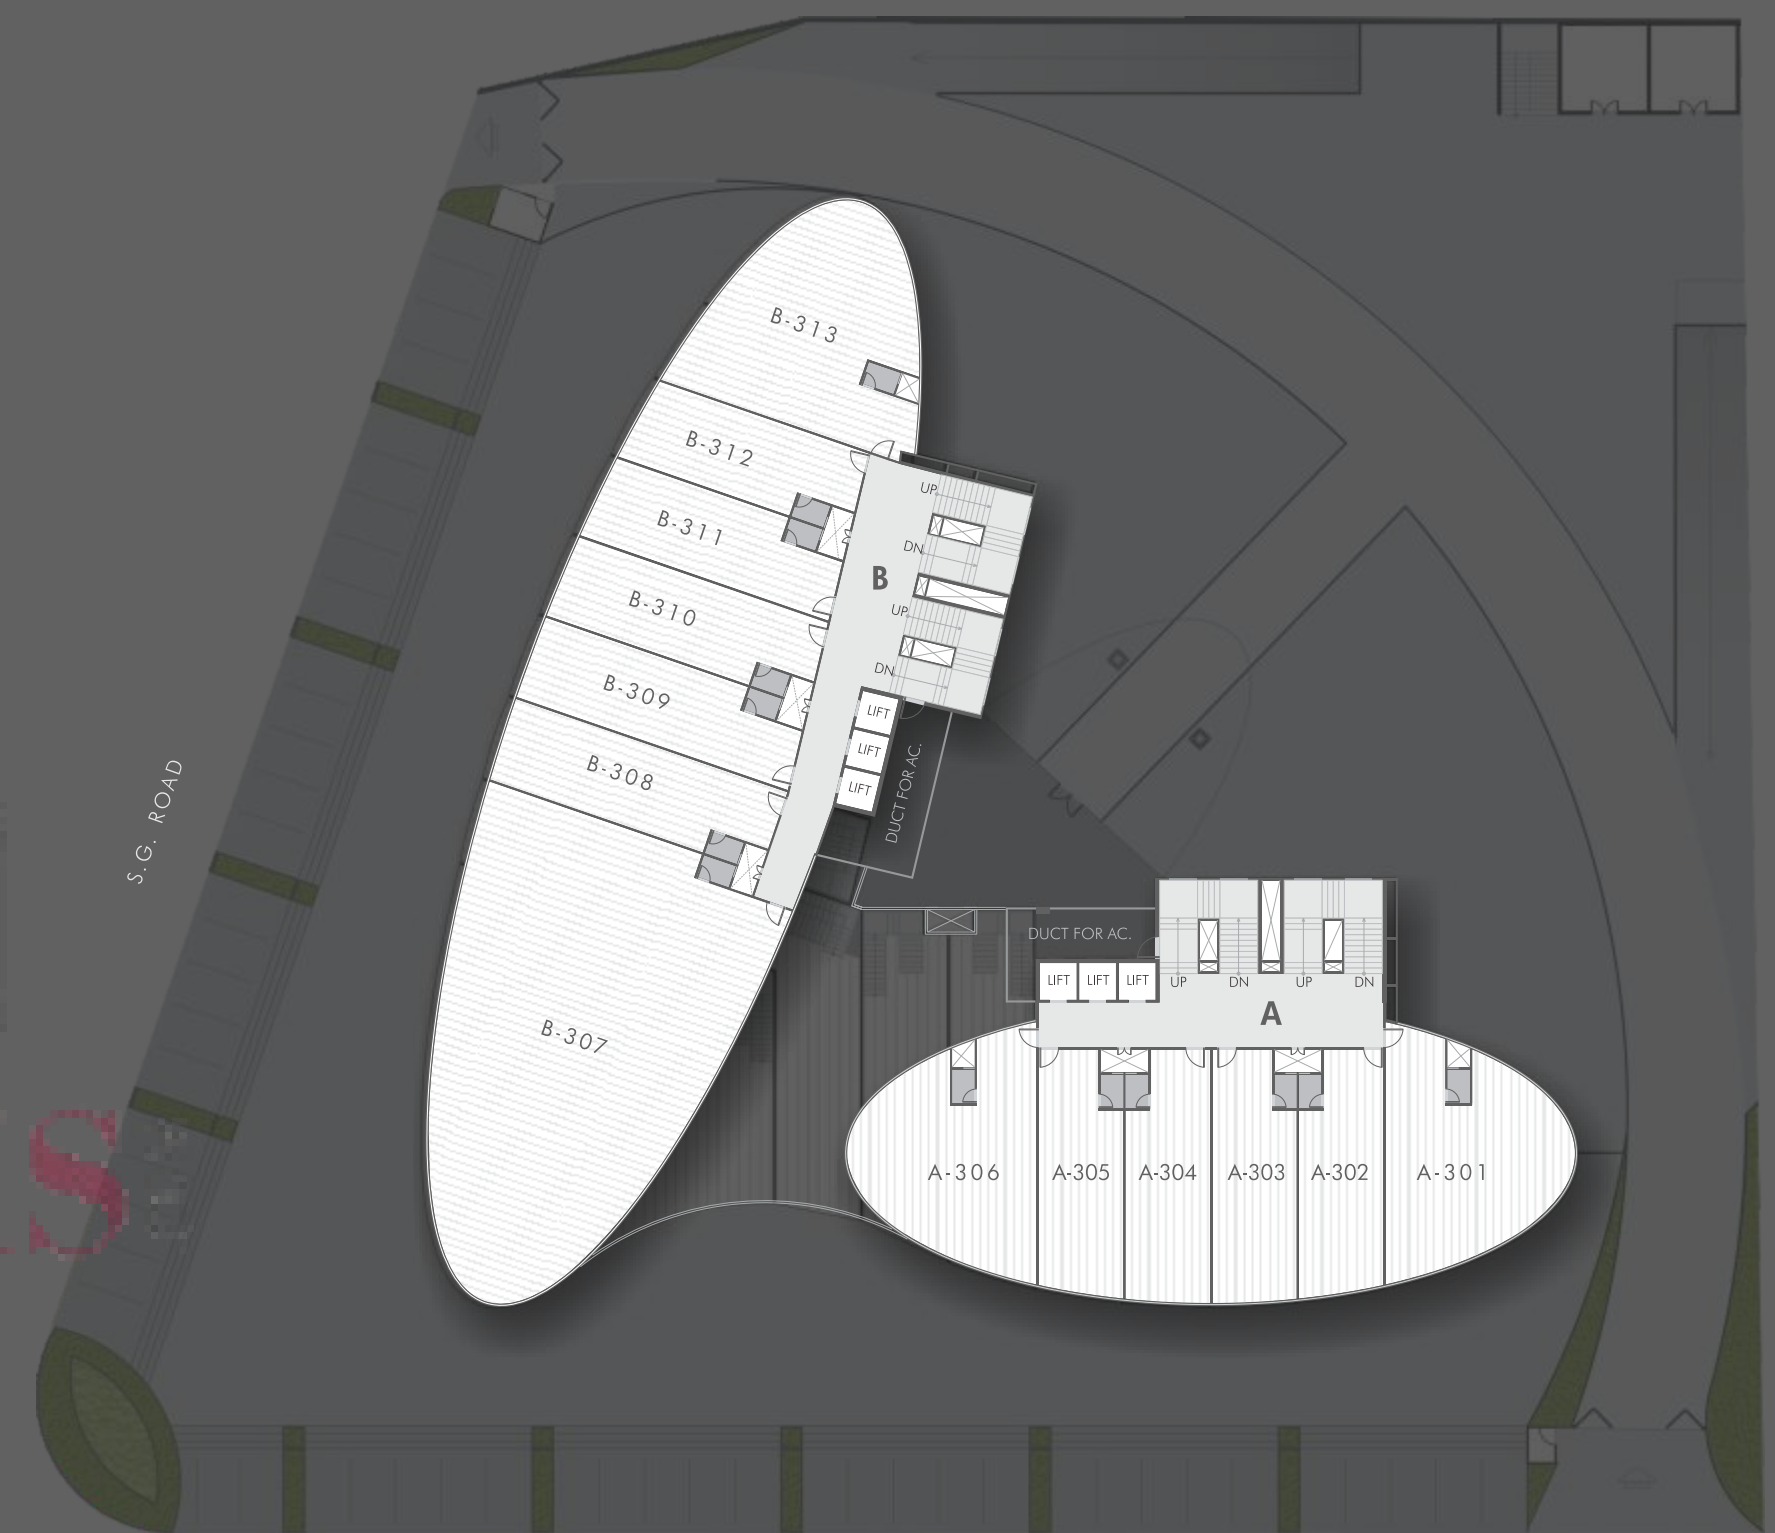 B-313
B-312
B-311
B-310
B-309
B-308
B-307
UP
DN
B
UP
DN
LIFT
LIFT
LIFT
DUCT FOR AC.
S.G. ROAD
DUCT FOR AC.
LIFT LIFT LIFT
UP DN UP DN
A
A-306 A-305 A-304 A-303 A-302 A-301
S